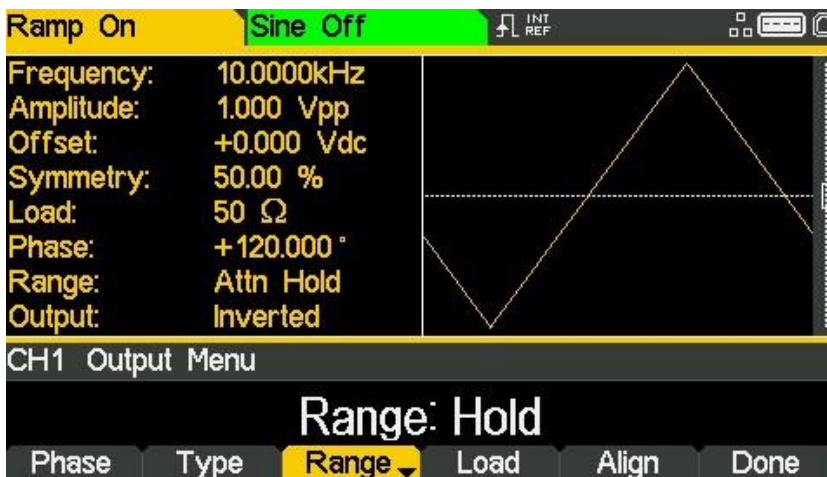 Ramp On Sine Off INT
REF
Frequency: 10.0000kHz
Amplitude: 1.000 Vpp
Offset: +0.000 Vdc
Symmetry: 50.00 %
Load: 50 Ω
Phase: +120.000 °
Range: Attn Hold
Output: Inverted
CH1 Output Menu
Range: Hold
Phase Type Range Load Align Done